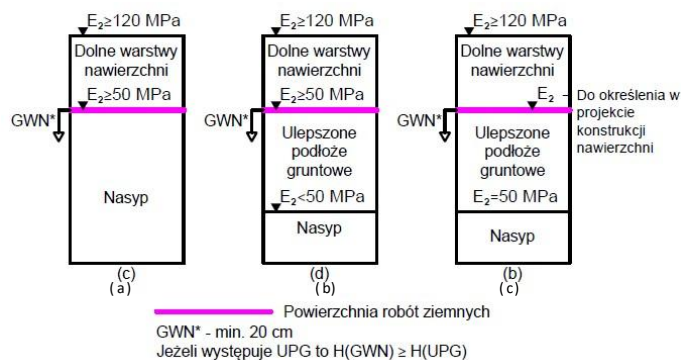 E₂≥120 MPa
Dolne warstwy
nawierzchni
E₂≥50 MPa
GWN*
Nasyp
(c)
(a)
E₂≥120 MPa
Dolne warstwy
nawierzchni
E₂≥50 MPa
GWN*
Ulepszone
podłoże
gruntowe
E₂<50 MPa
Nasyp
(d)
(b)
E₂≥120 MPa
Dolne warstwy
nawierzchni
E₂
GWN*
Ulepszone
podłoże
gruntowe
E₂=50 MPa
Nasyp
(b)
(c)
Do określenia w
projekcie
konstrukcji
nawierzchni
Powierzchnia robót ziemnych
GWN* - min. 20 cm
Jeżeli występuje UPG to H(GWN) ≥ H(UPG)